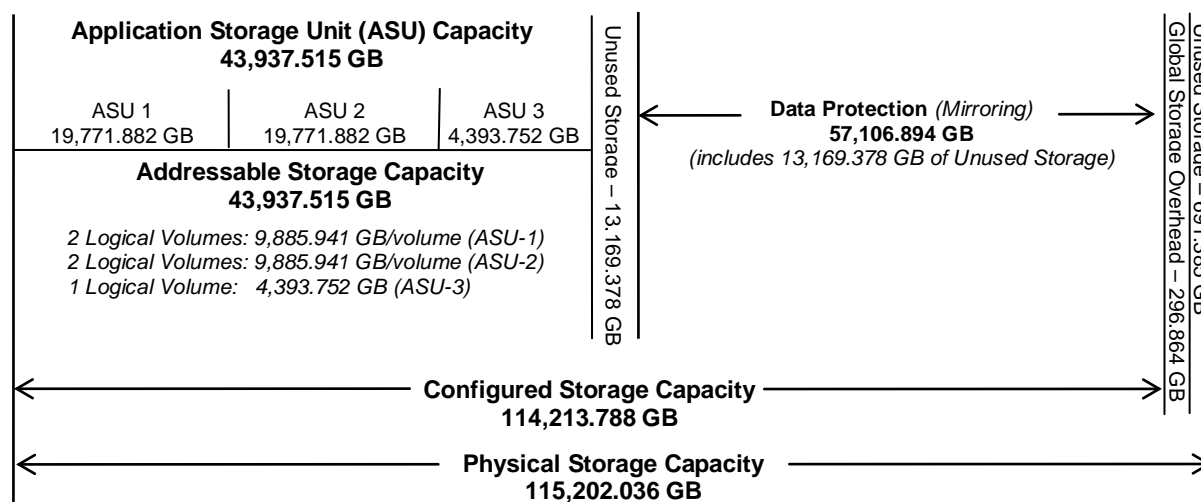 Application Storage Unit (ASU) Capacity
43,937.515 GB
ASU 1
19,771.882 GB
ASU 2
19,771.882 GB
ASU 3
4,393.752 GB
Addressable Storage Capacity
43,937.515 GB
2 Logical Volumes: 9,885.941 GB/volume (ASU-1)
2 Logical Volumes: 9,885.941 GB/volume (ASU-2)
1 Logical Volume: 4,393.752 GB (ASU-3)
Unused Storage – 13.169.378 GB
Data Protection (Mirroring)
57,106.894 GB
(includes 13,169.378 GB of Unused Storage)
Global Storage Overhead – 296.864 GB
Unused Storage – GB
Configured Storage Capacity
114,213.788 GB
Physical Storage Capacity
115,202.036 GB